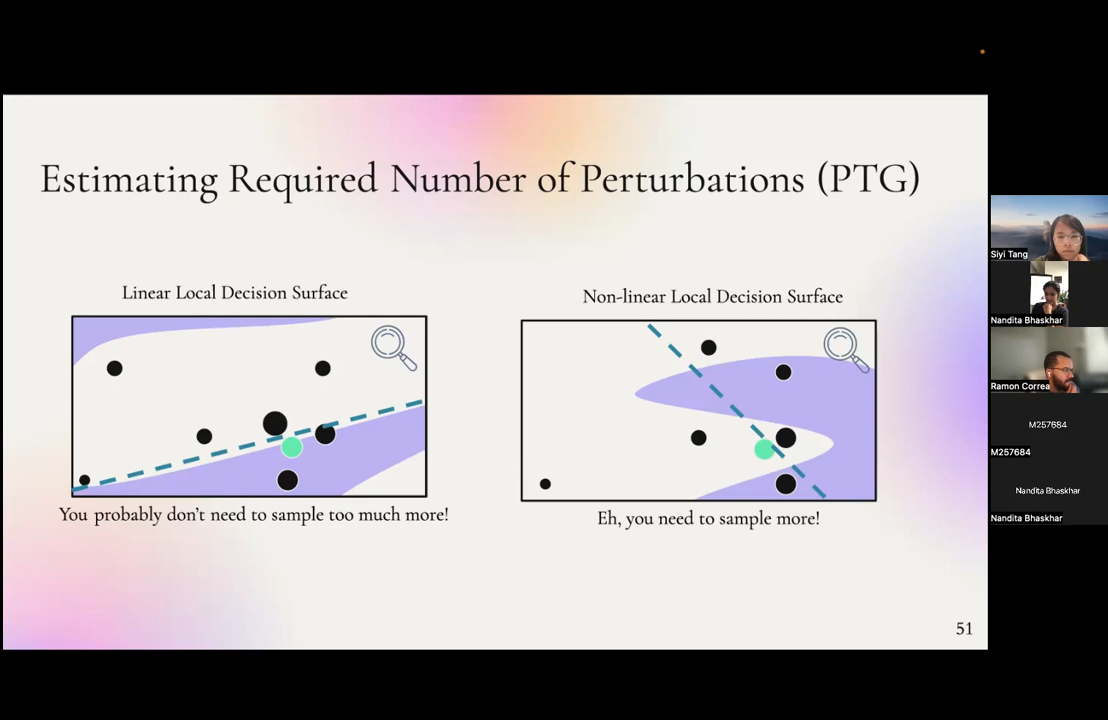 Estimating Required Number of Perturbations (PTG)
Linear Local Decision Surface
Non-linear Local Decision Surface
You probably don't need to sample too much more!
Eh, you need to sample more!
51
Siyi Tang
Nandita Bhaskhar
Ramon Correa
M257684
M257684
Nandita Bhaskhar
Nandita Bhaskhar